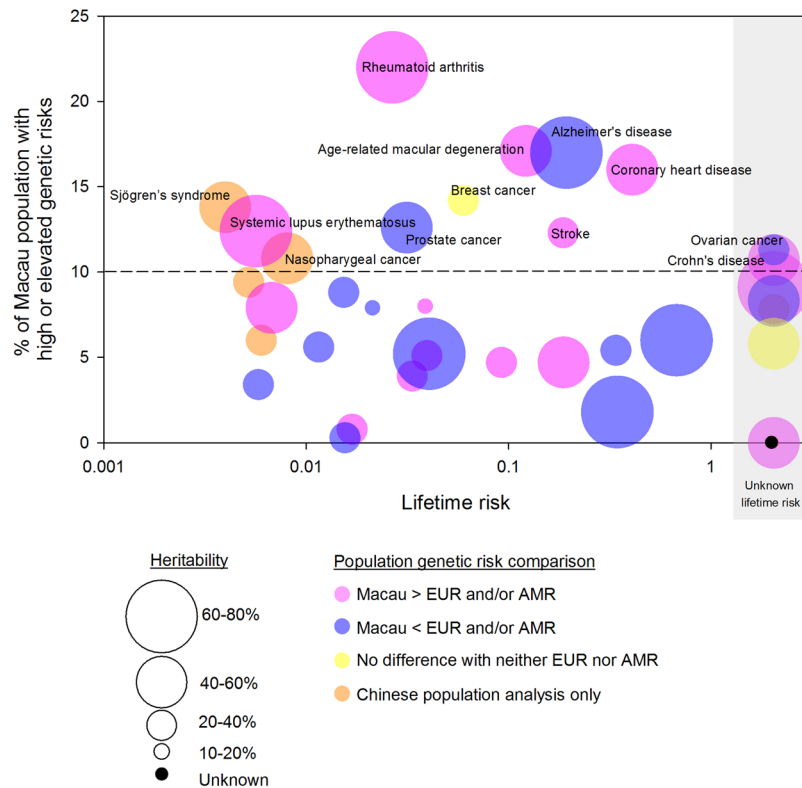 % of Macau population with
high or elevated genetic risks
25
20
15
10
5
0
Rheumatoid arthritis
Alzheimer's disease
Age-related macular degeneration
Coronary heart disease
Sjögren's syndrome
Breast cancer
Systemic lupus erythematosus
Prostate cancer
Stroke
Ovarian cancer
Nasopharygeal cancer
Crohn's disease
0.001
0.01
0.1
1
Unknown
lifetime risk
Lifetime risk
Heritability
60-80%
40-60%
20-40%
10-20%
Unknown
Population genetic risk comparison
Macau > EUR and/or AMR
Macau < EUR and/or AMR
No difference with neither EUR nor AMR
Chinese population analysis only